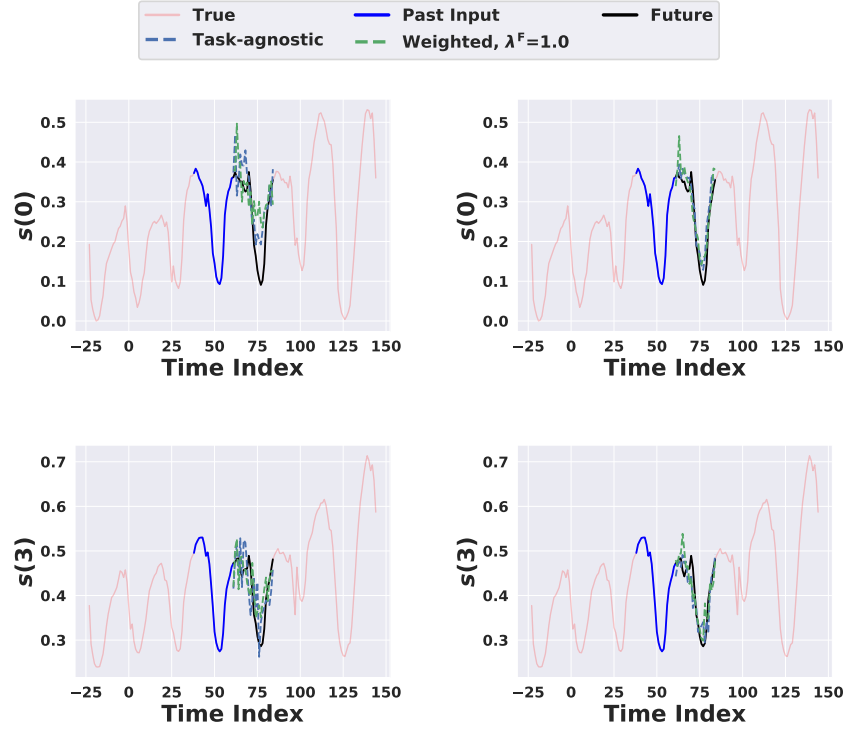 True Past Input Future
Task-agnostic Weighted, λ^F=1.0
0.5 0.5
0.4 0.4
0.3 0.3
s(0) s(0)
0.2 0.2
0.1 0.1
0.0 0.0
−25 0 25 50 75 100 125 150 −25 0 25 50 75 100 125 150
Time Index Time Index
0.7 0.7
0.6 0.6
s(3) s(3)
0.5 0.5
0.4 0.4
0.3 0.3
−25 0 25 50 75 100 125 150 −25 0 25 50 75 100 125 150
Time Index Time Index